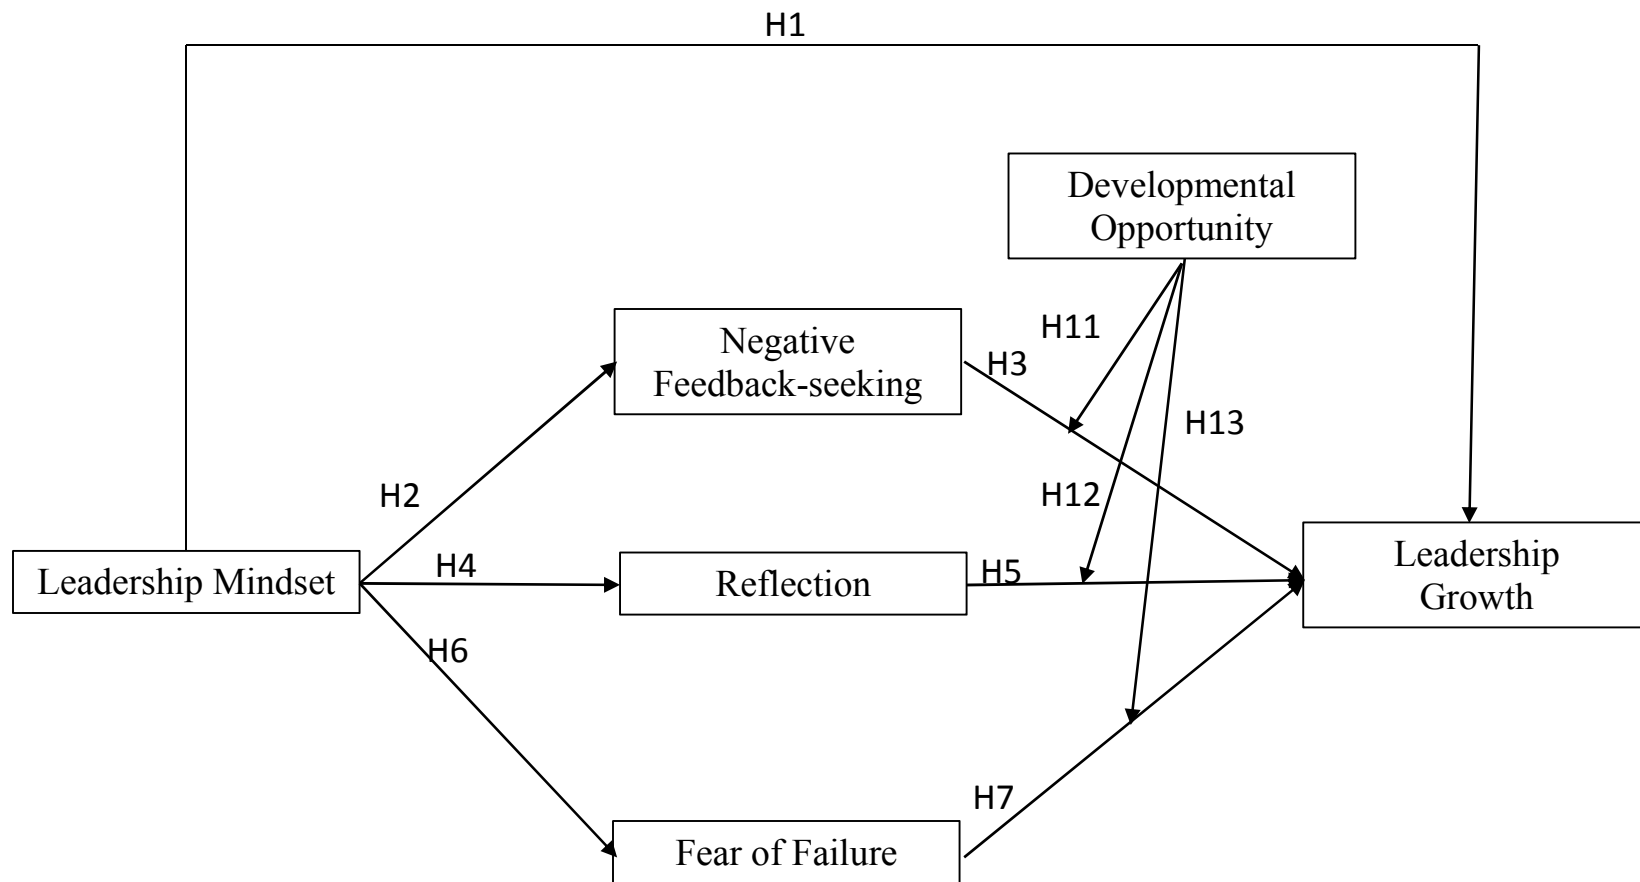 H1
Developmental
Opportunity
Negative
Feedback-seeking
H11
H3
H13
H2
H12
Leadership Mindset
H4
Reflection
H5
Leadership
Growth
H6
H7
Fear of Failure